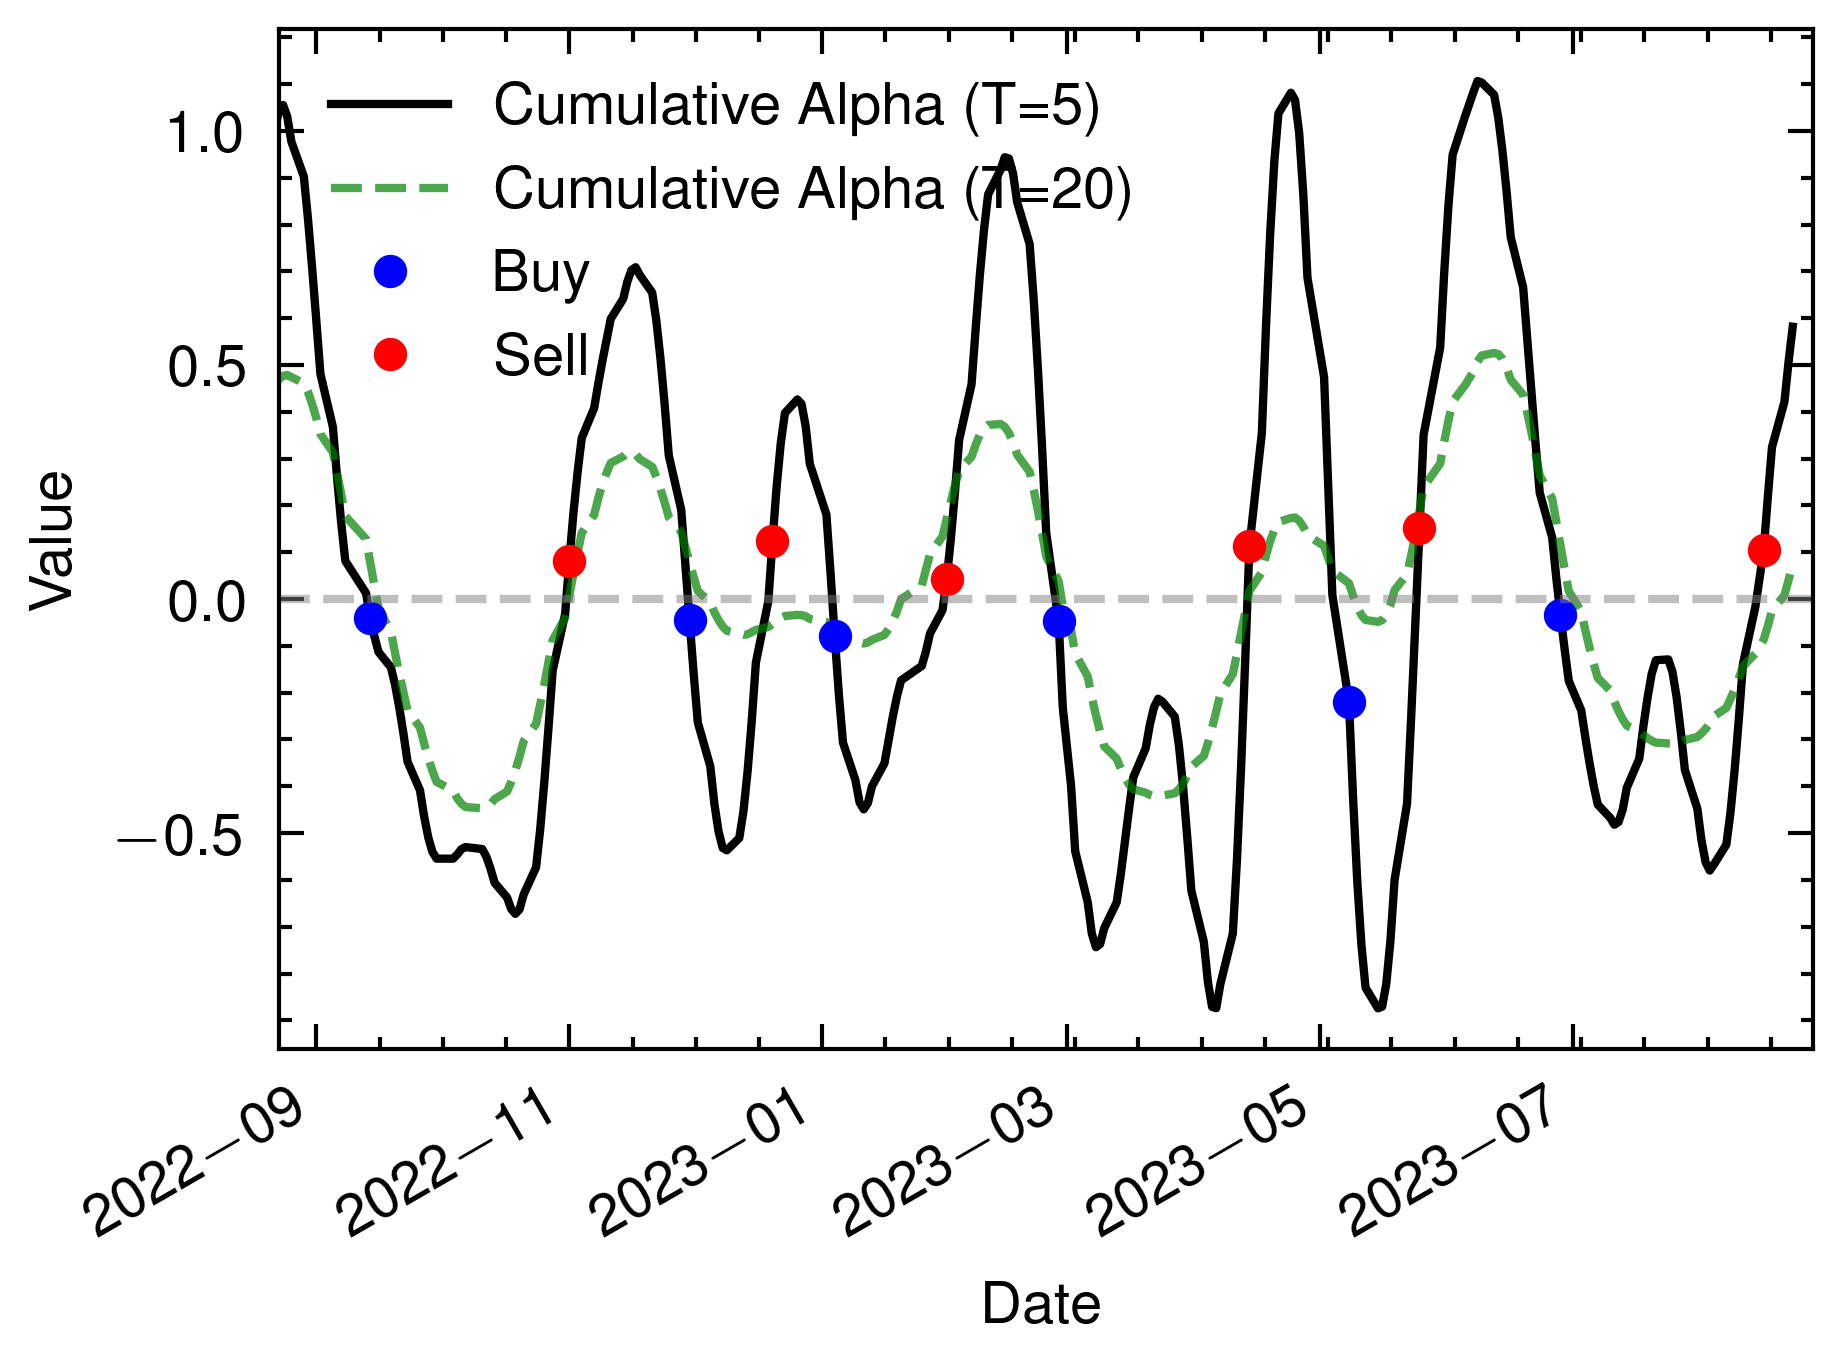 Cumulative Alpha (T=5)
Cumulative Alpha (T=20)
Buy
Sell
Value
1.0
0.5
0.0
−0.5
2022−09
2022−11
2023−01
2023−03
2023−05
2023−07
Date